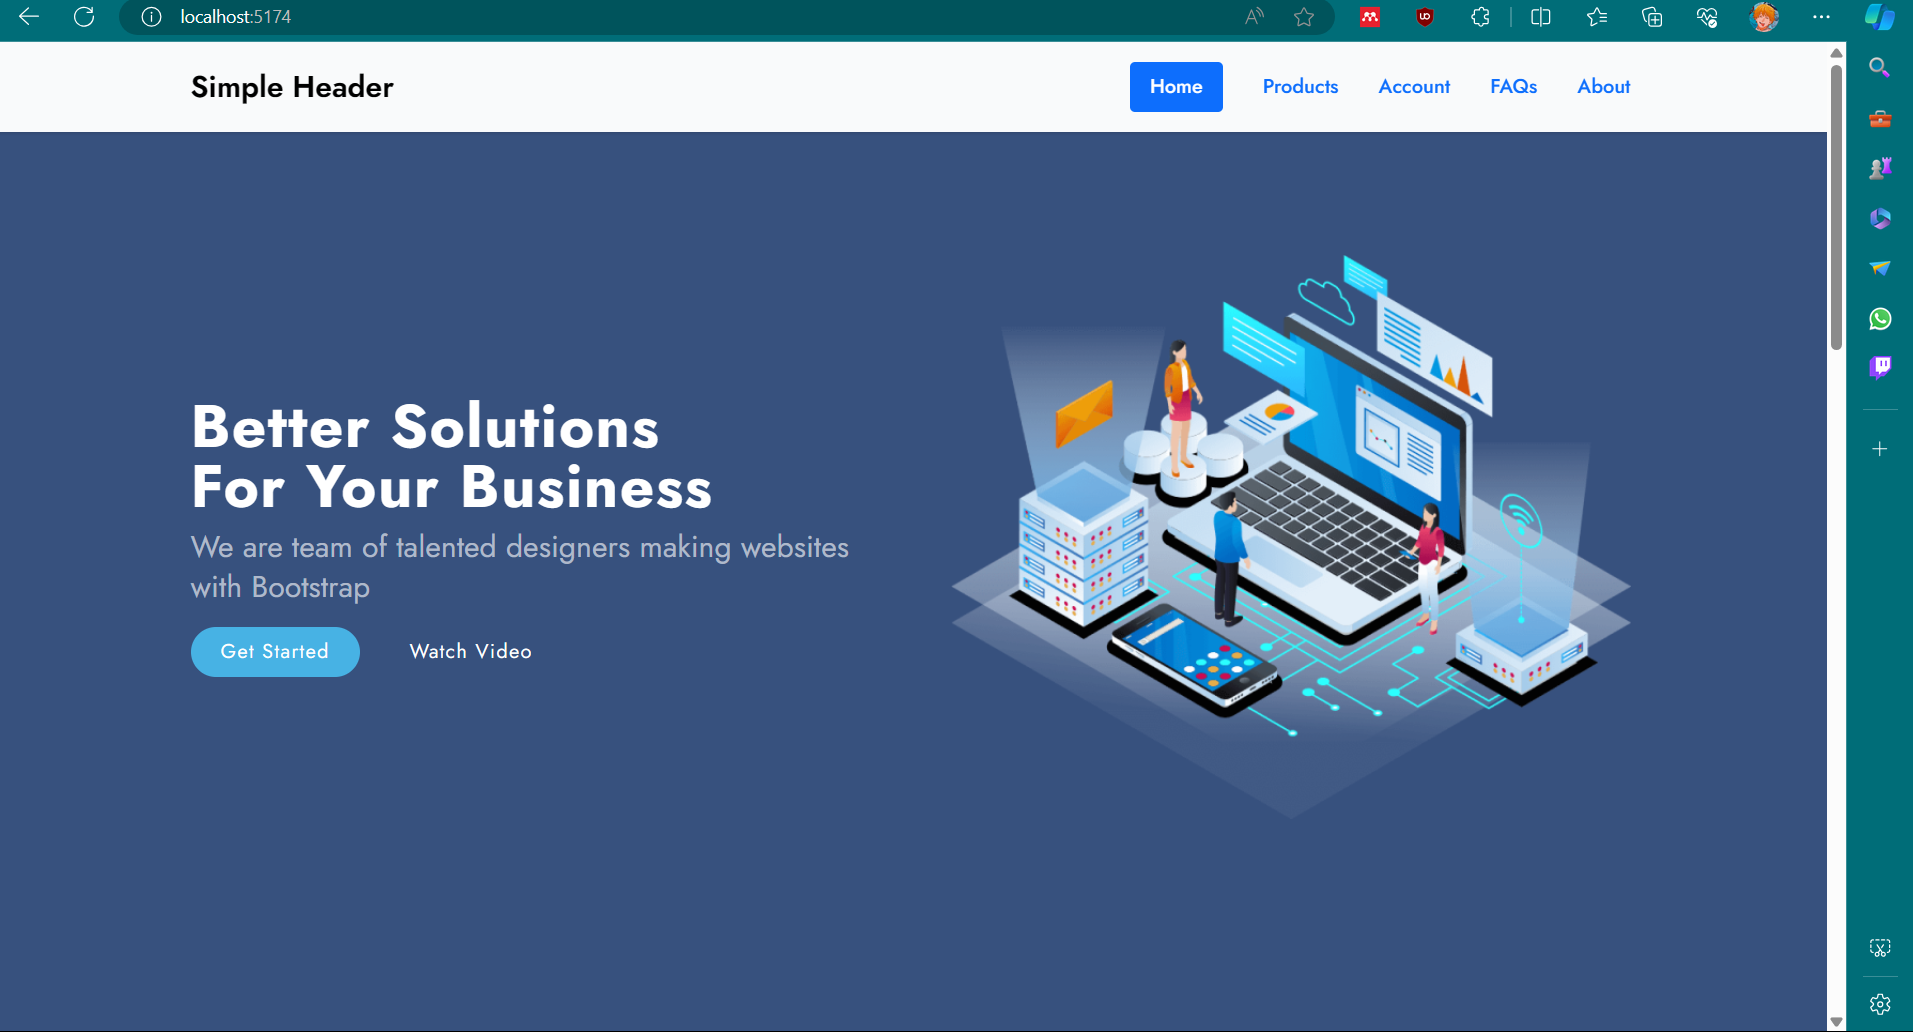 localhost:5174
Simple Header
Home
Products
Account
FAQs
About
Better Solutions
For Your Business
We are team of talented designers making websites
with Bootstrap
Get Started
Watch Video